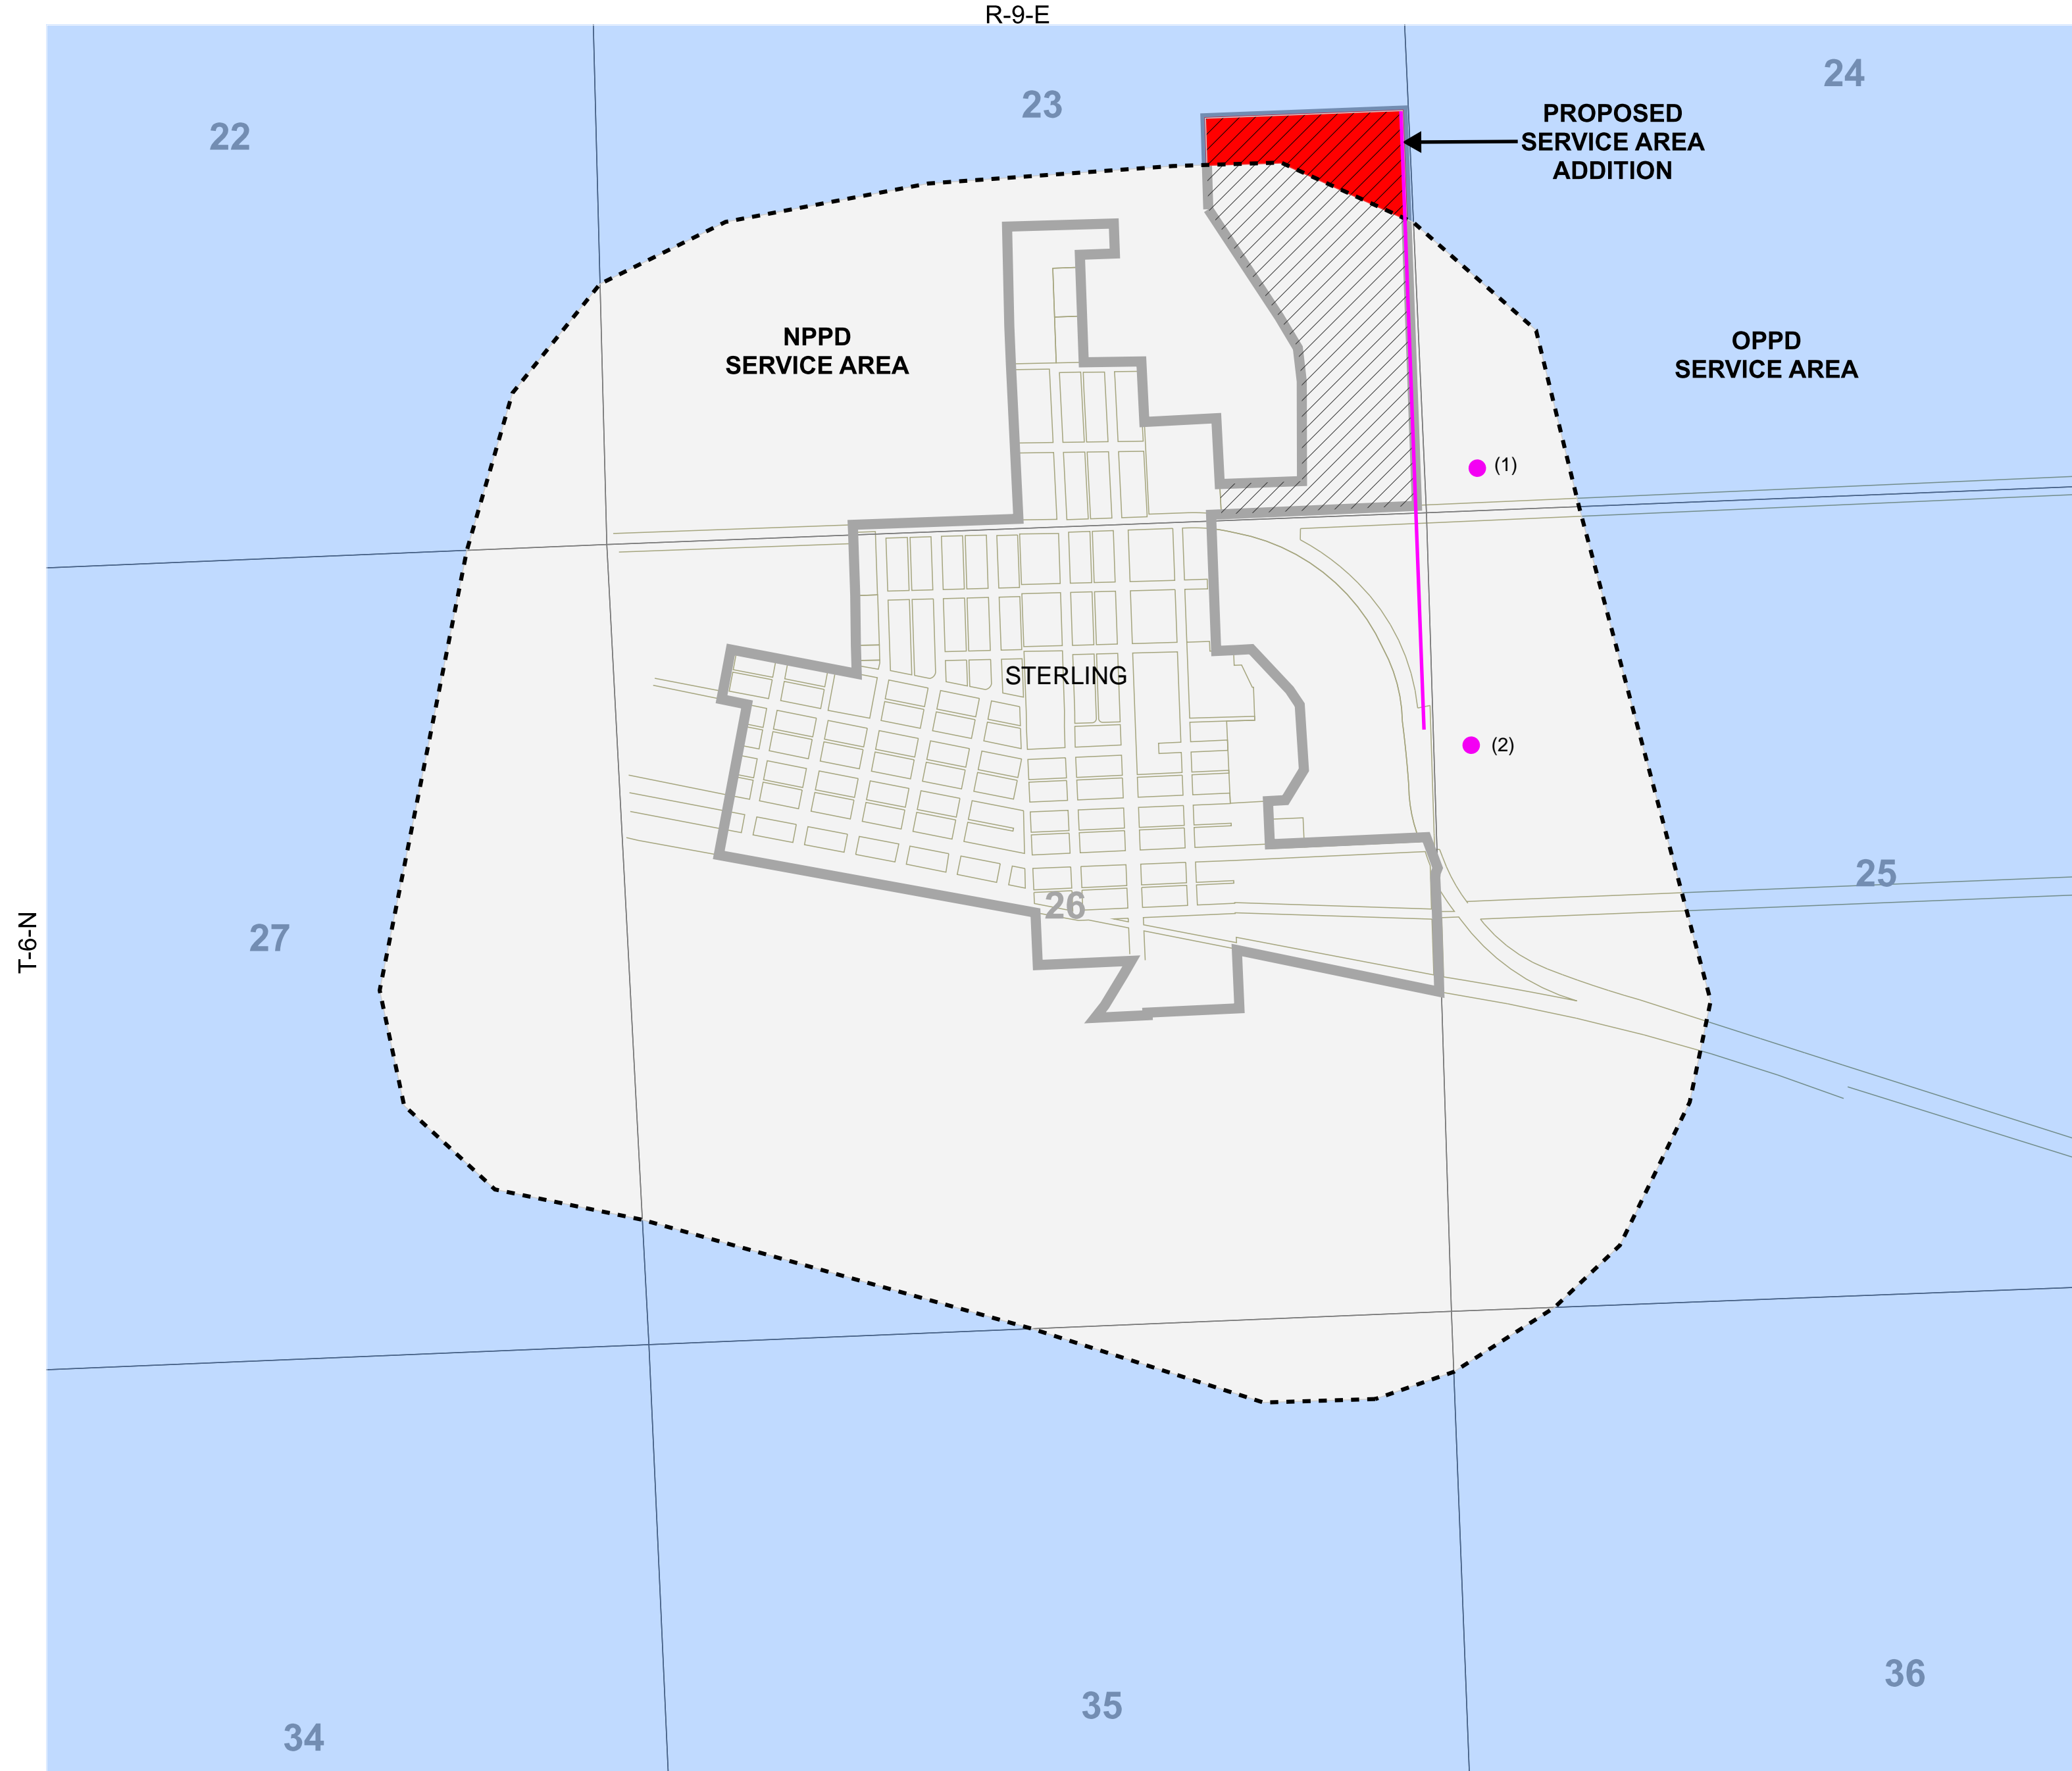 R-9-E
24
23
PROPOSED
SERVICE AREA
ADDITION
22
NPPD
SERVICE AREA
OPPD
SERVICE AREA
(1)
STERLING
(2)
25
26
27
T-6-N
36
35
34